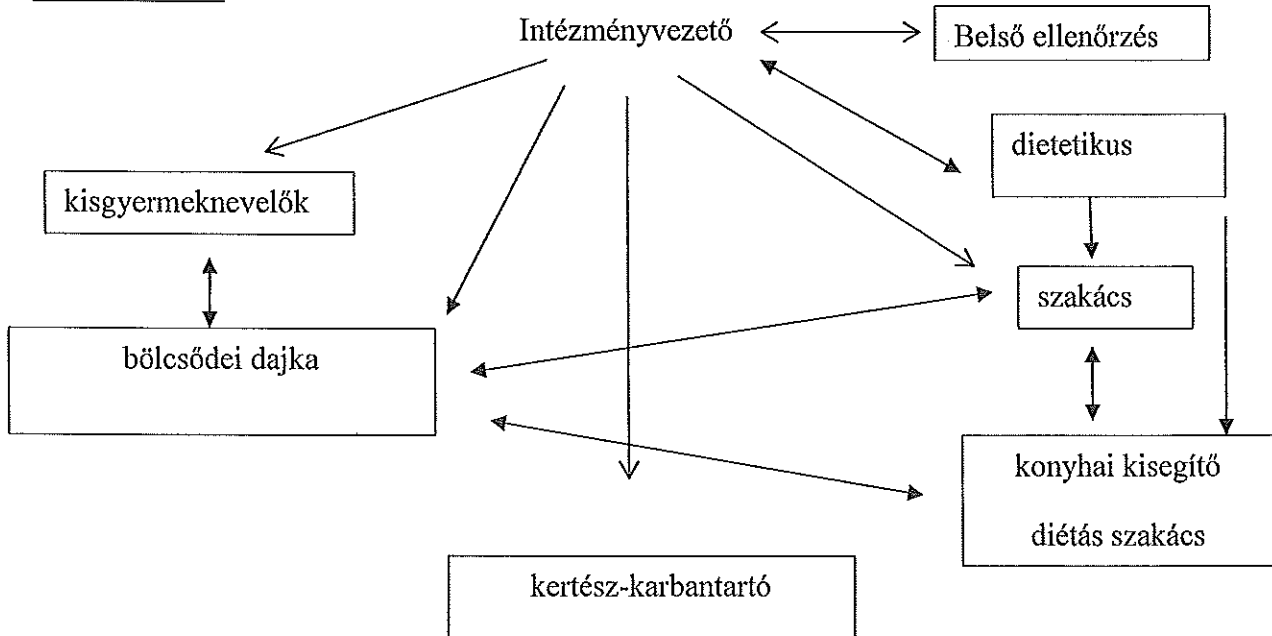 Intézményvezető
Belső ellenőrzés
dietetikus
kisgyermeknevelők
szakács
bölcsődei dajka
konyhai kisegítő
diétás szakács
kertész-karbantartó